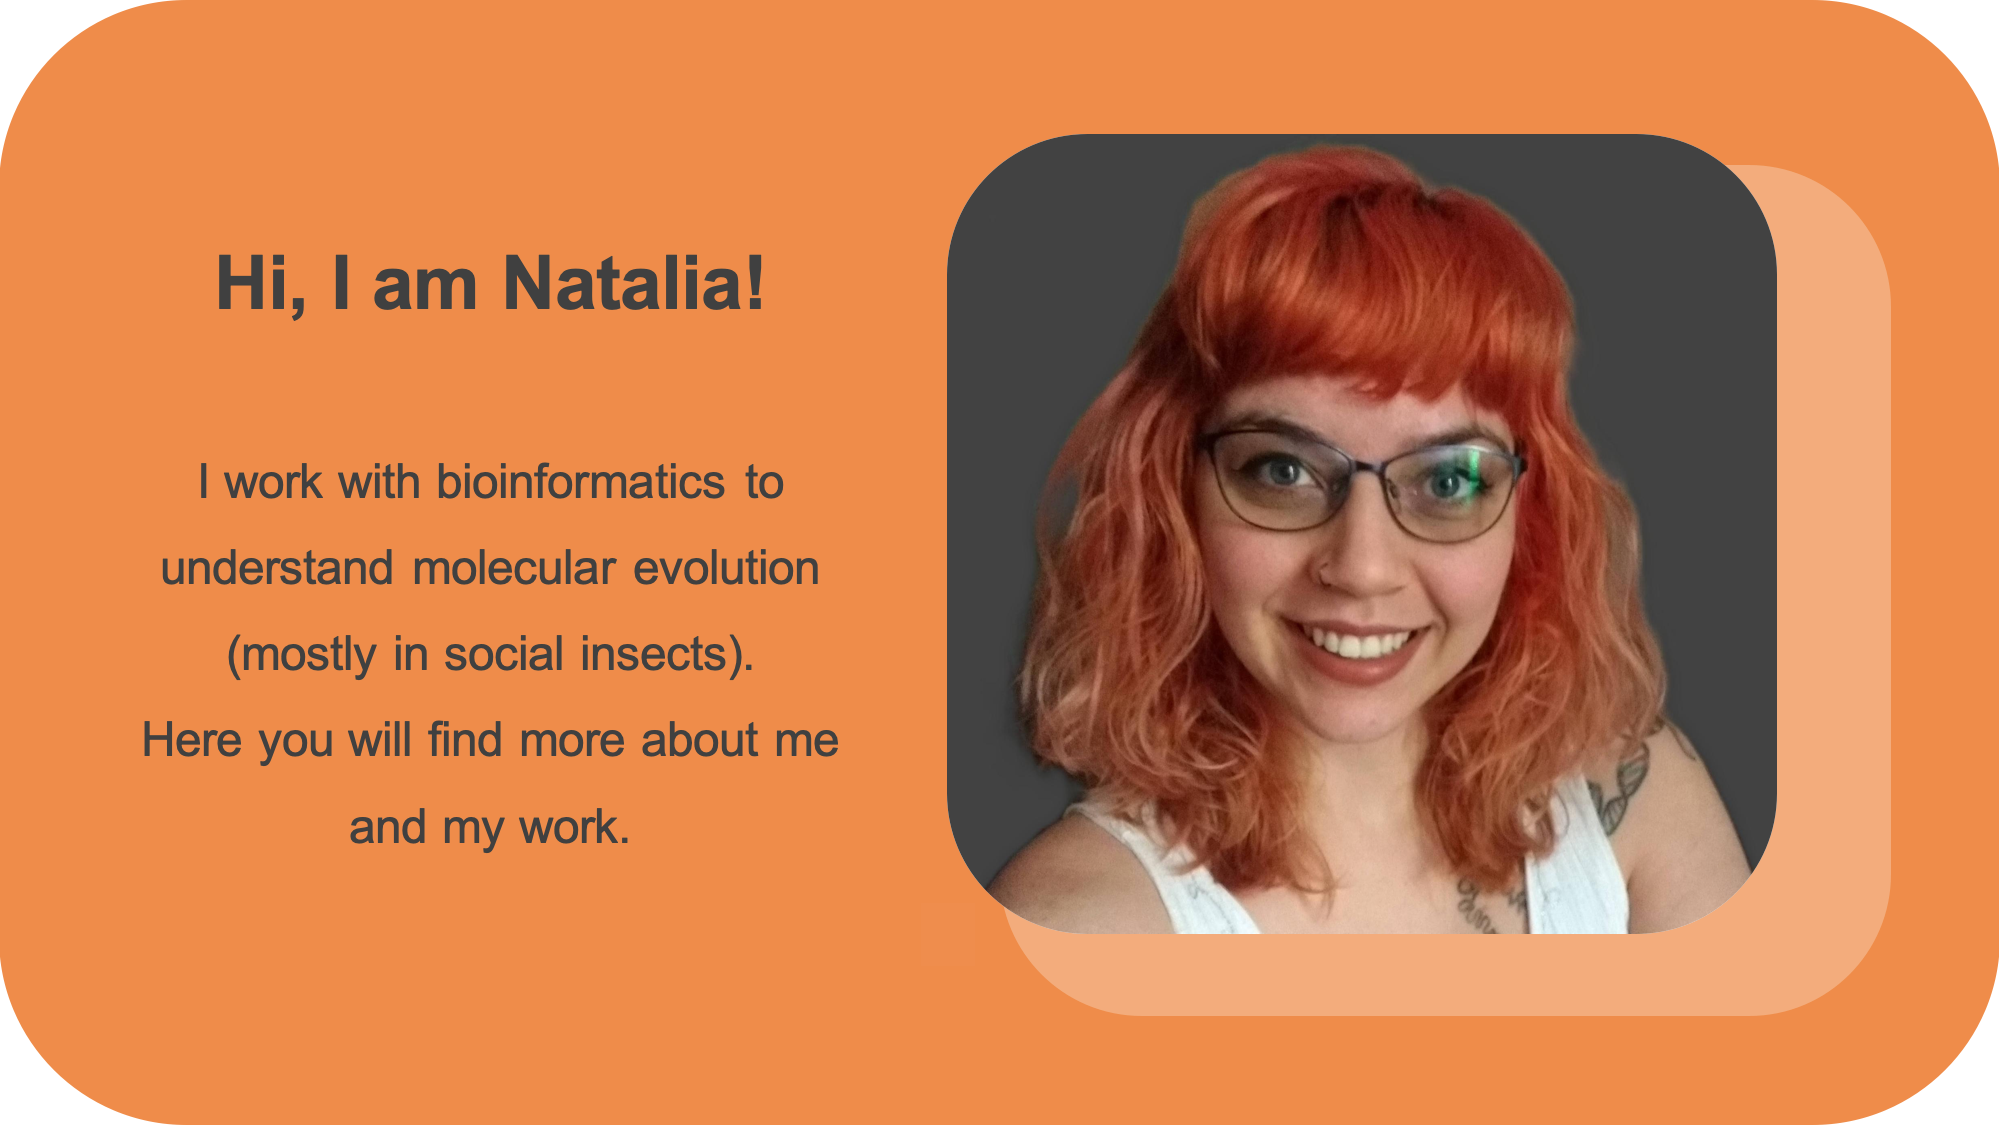 Hi, I am Natalia!
I work with bioinformatics to
understand molecular evolution
(mostly in social insects).
Here you will find more about me
and my work.